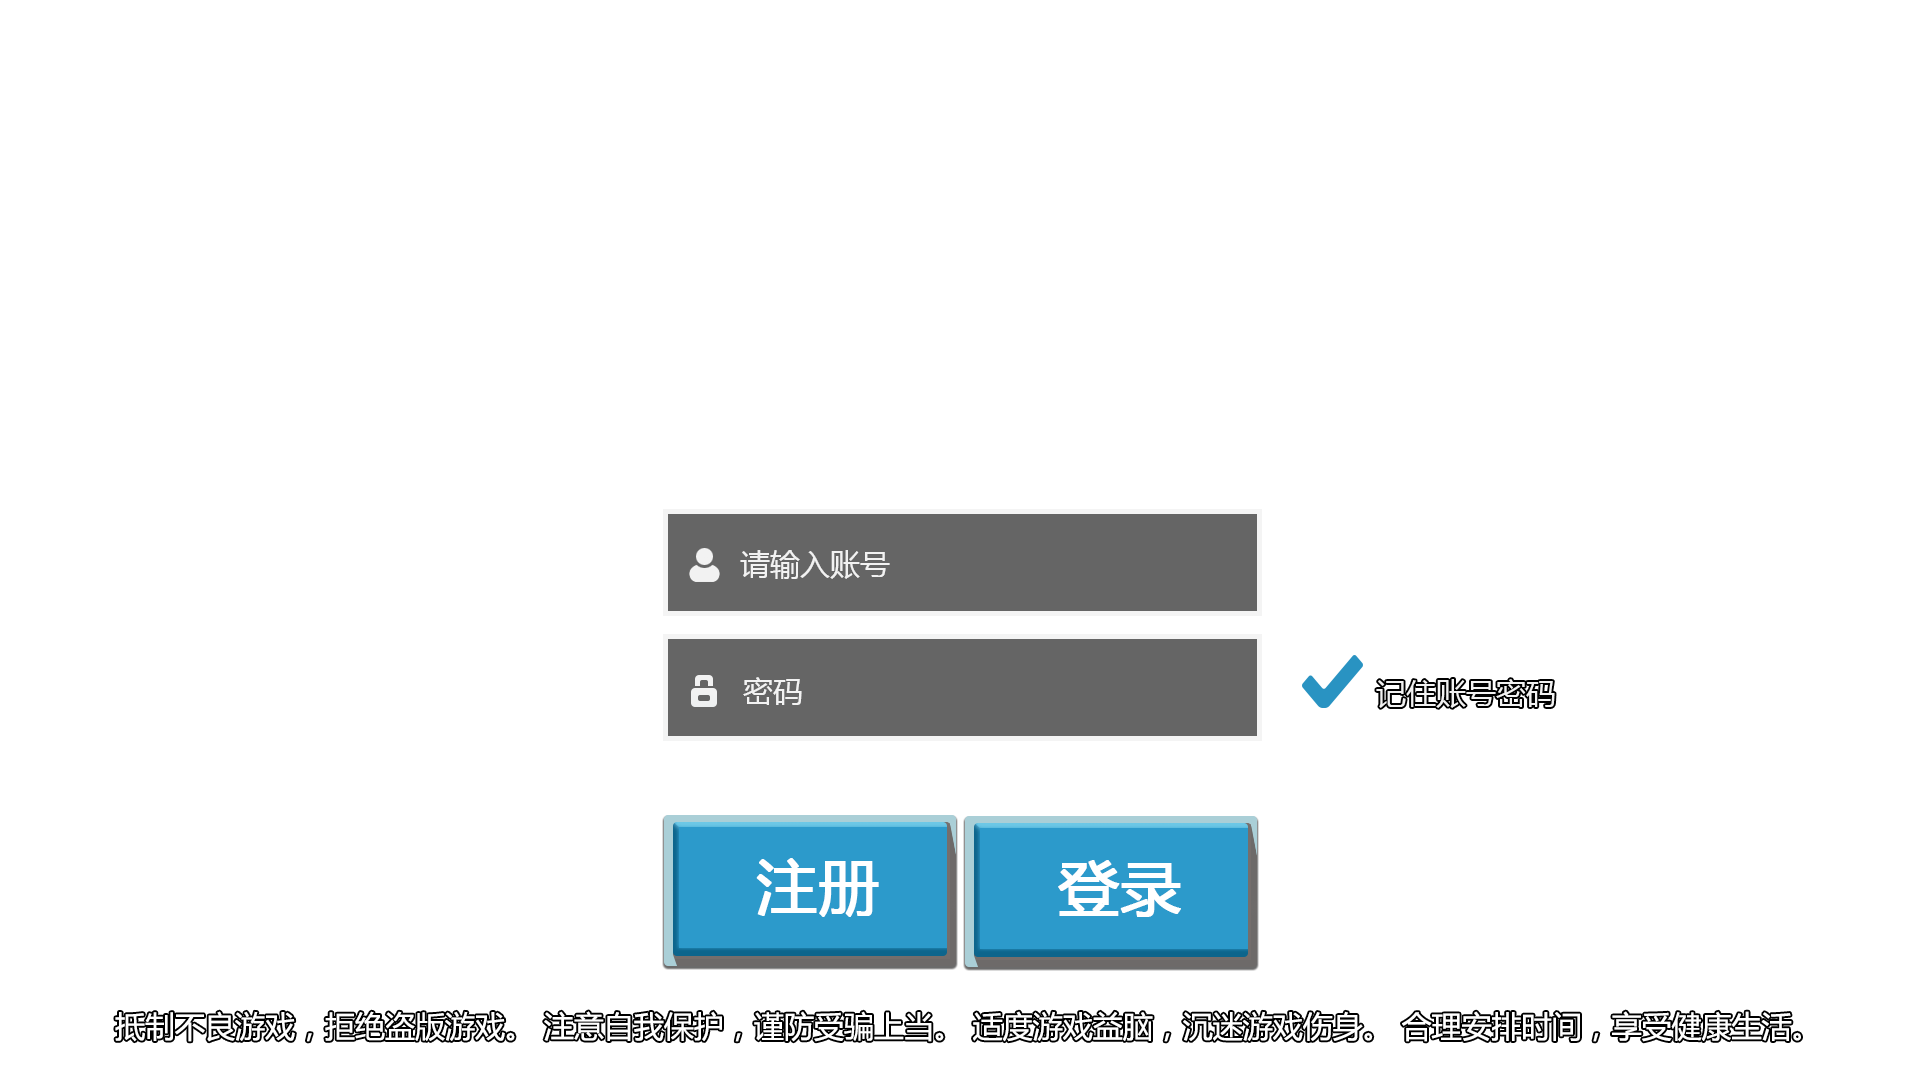 请输入账号
密码
记住账号密码
注册
登录
抵制不良游戏，拒绝盗版游戏。 注意自我保护，谨防受骗上当。 适度游戏益脑，沉迷游戏伤身。 合理安排时间，享受健康生活。